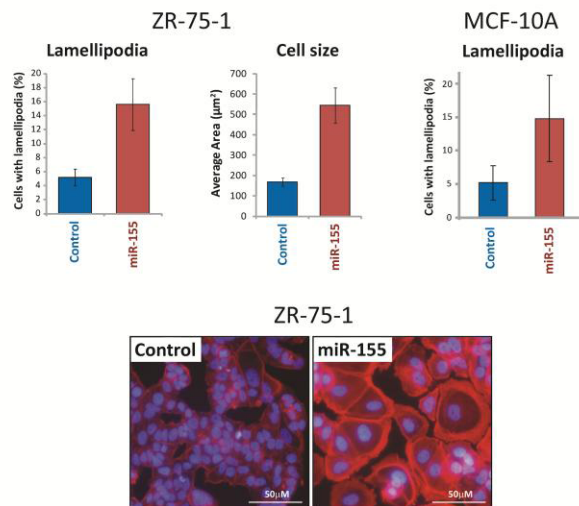 ZR-75-1
MCF-10A
Lamellipodia
Cells with lamellipodia (%)
20
18
16
14
12
10
8
6
4
2
0
Control
miR-155
Cell size
Average Area (µm²)
700
600
500
400
300
200
100
0
Control
miR-155
Lamellipodia
Cells with lamellipodia (%)
20
15
10
5
0
Control
miR-155
ZR-75-1
Control
50µM
miR-155
50µM